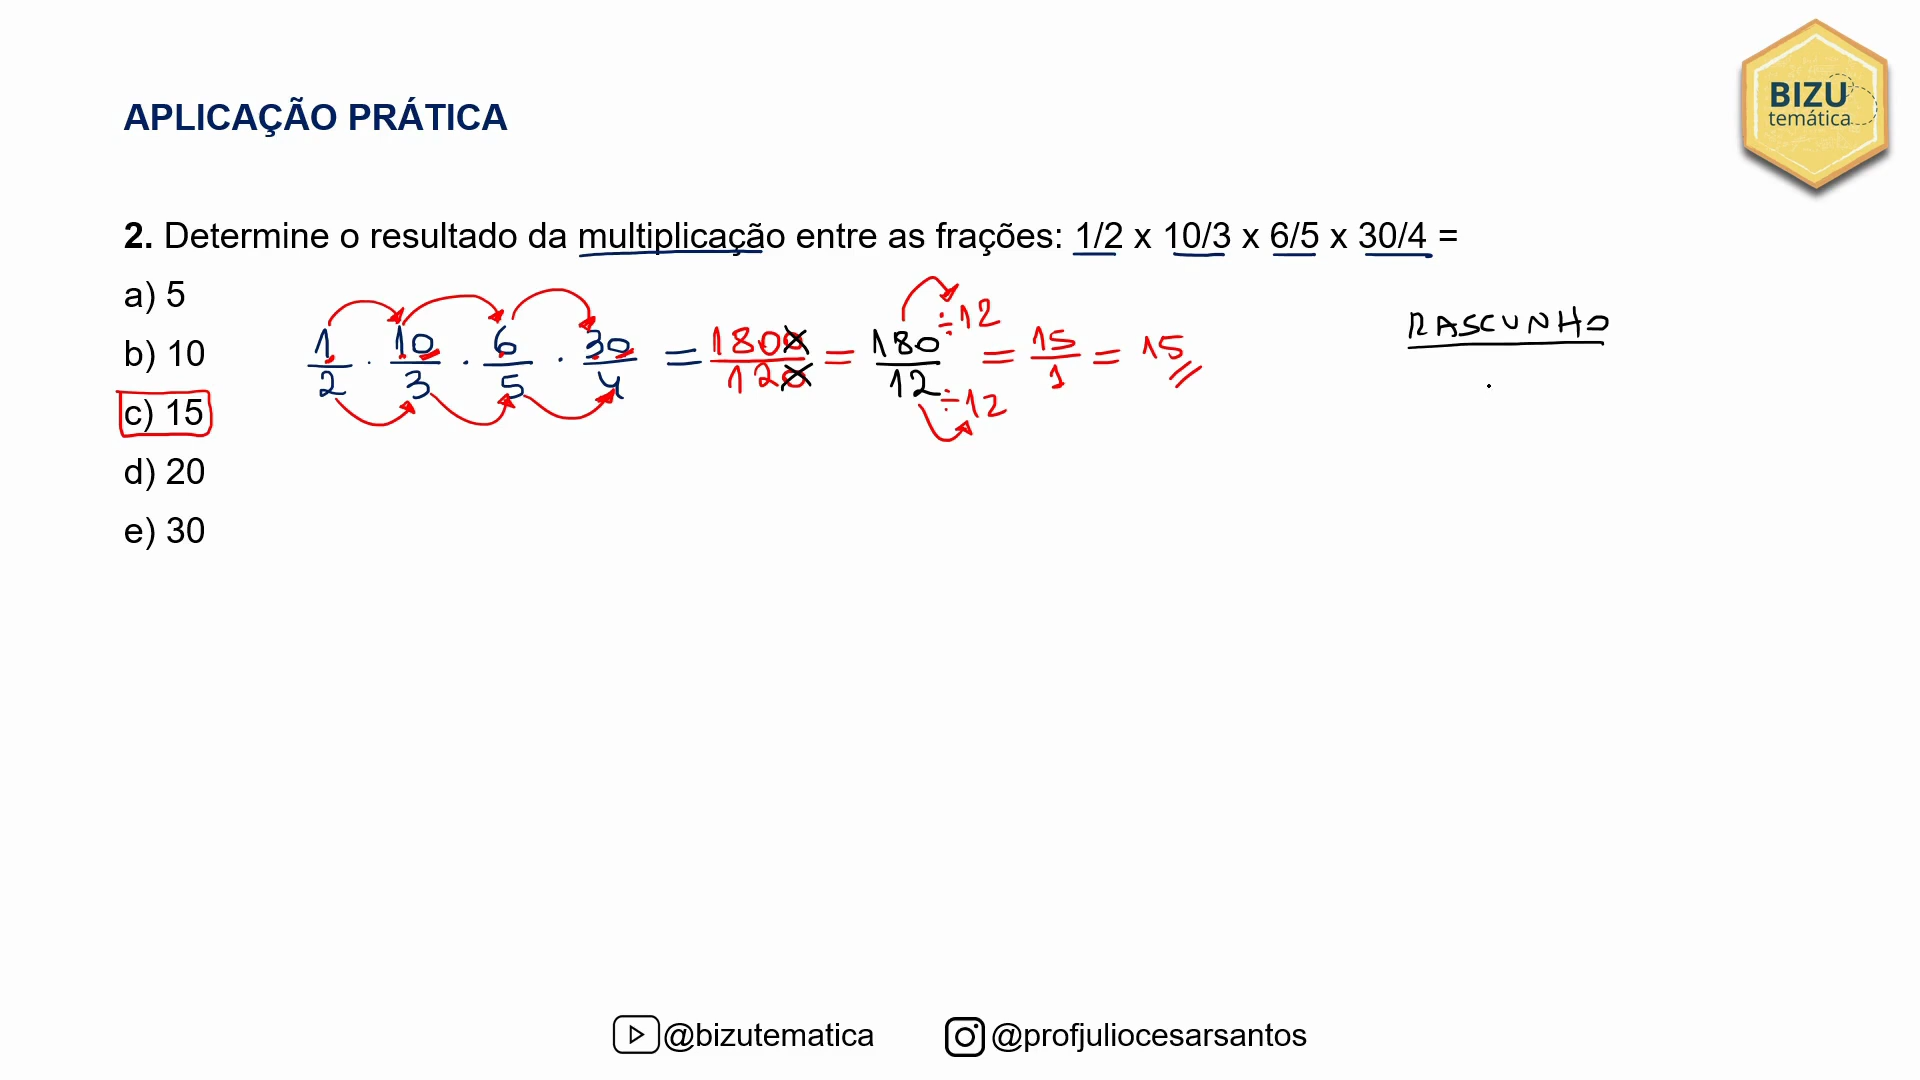 BIZU
temática
APLICAÇÃO PRÁTICA
2. Determine o resultado da multiplicação entre as frações: 1/2 x 10/3 x 6/5 x 30/4 =
a) 5
b) 10
c) 15
d) 20
e) 30
1/2 . 10/3 . 6/5 . 30/4 = 1800/120 = 180÷12/12÷12 = 15/1 = 15
RASCUNHO
@bizutematica @profjuliocesarsantos